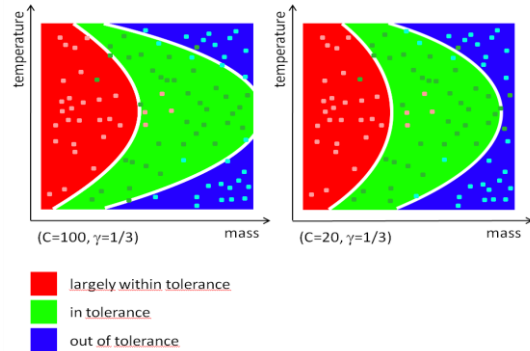 temperature
temperature
mass
mass
(C=100, γ=1/3)
(C=20, γ=1/3)
largely within tolerance
in tolerance
out of tolerance